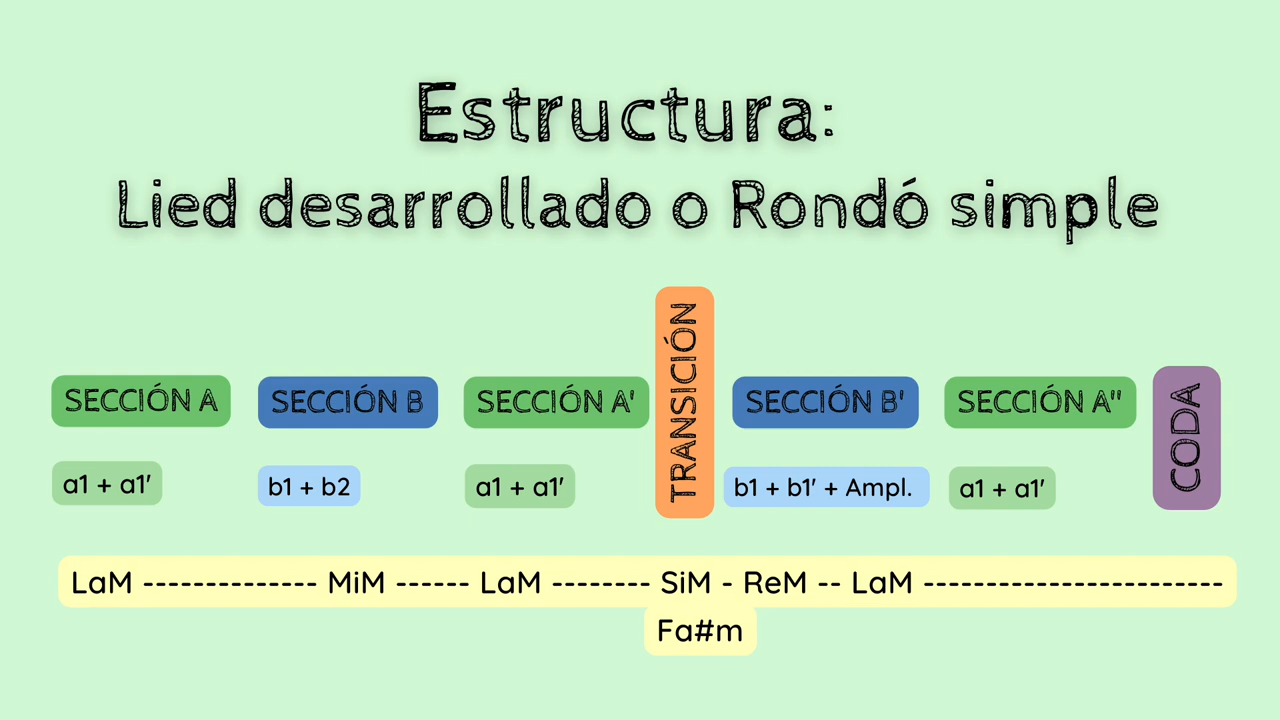 Estructura:
Lied desarrollado o Rondó simple
SECCIÓN A
SECCIÓN B
SECCIÓN A'
TRANSICIÓN
SECCIÓN B'
SECCIÓN A''
CODA
a1 + a1'
b1 + b2
a1 + a1'
b1 + b1' + Ampl.
a1 + a1'
LaM -------------- MiM ------ LaM -------- SiM - ReM -- LaM ------------------------
Fa#m